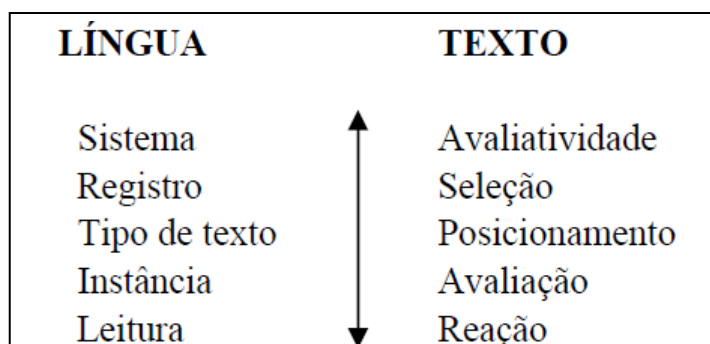 LÍNGUA TEXTO
Sistema Avaliatividade
Registro Seleção
Tipo de texto Posicionamento
Instância Avaliação
Leitura Reação